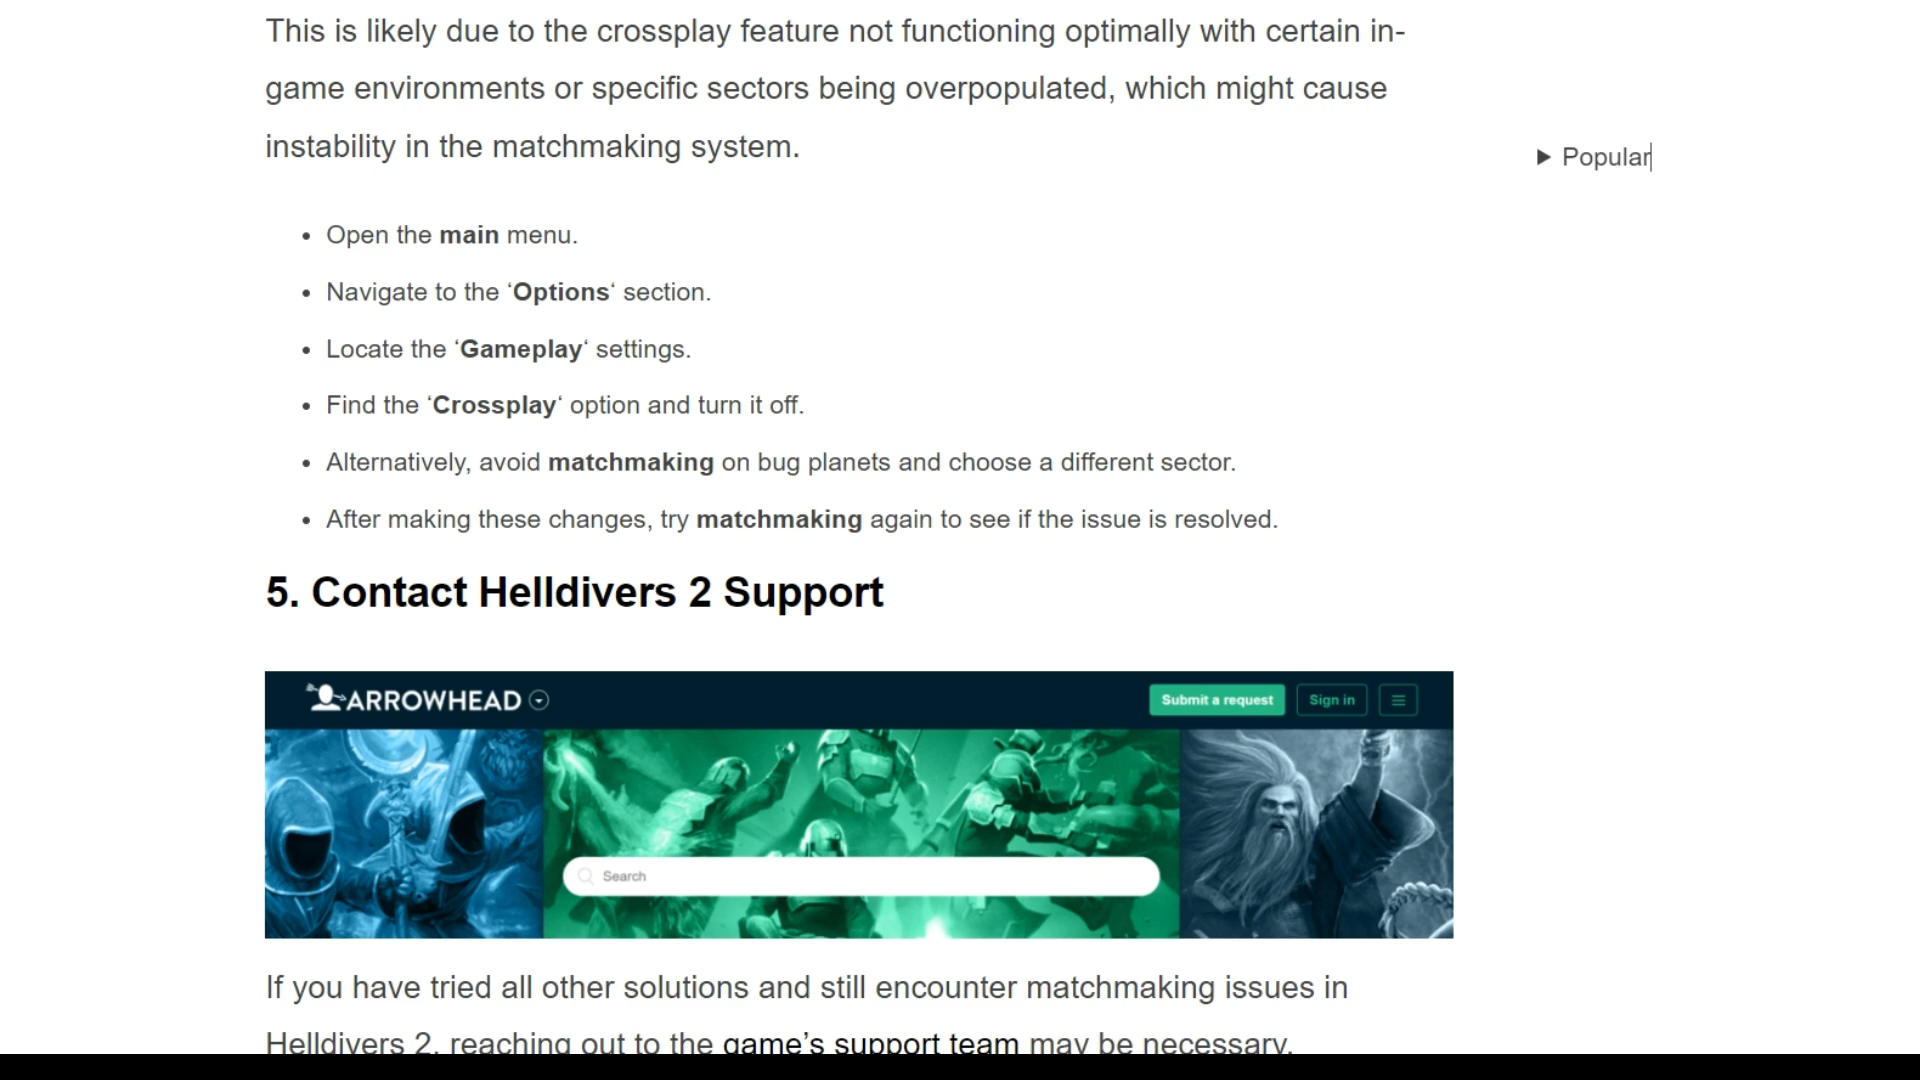 This is likely due to the crossplay feature not functioning optimally with certain in-
game environments or specific sectors being overpopulated, which might cause
instability in the matchmaking system.
▶ Popular
• Open the main menu.
• Navigate to the ‘Options‘ section.
• Locate the ‘Gameplay‘ settings.
• Find the ‘Crossplay‘ option and turn it off.
• Alternatively, avoid matchmaking on bug planets and choose a different sector.
• After making these changes, try matchmaking again to see if the issue is resolved.
5. Contact Helldivers 2 Support
ARROWHEAD
Submit a request
Sign in
Search
If you have tried all other solutions and still encounter matchmaking issues in
Helldivers 2, reaching out to the game’s support team may be necessary.